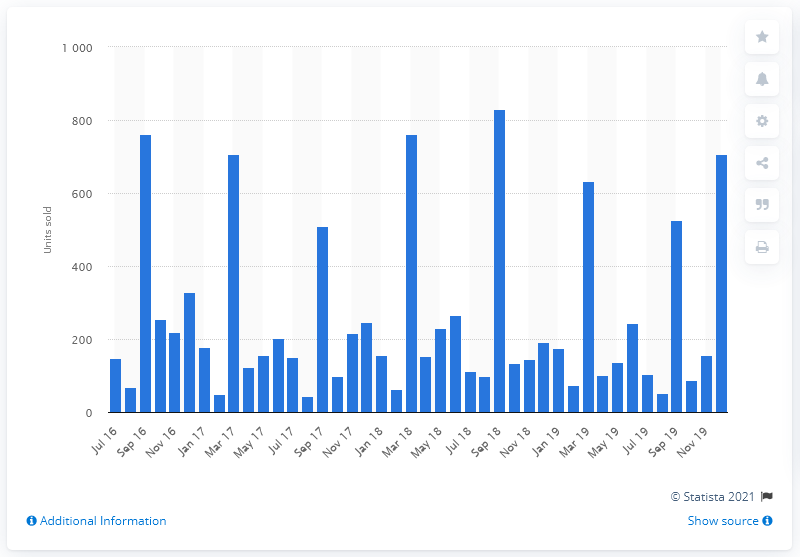 1 000
800
600
400
200
0
Units sold
Jul 16
Sep 16
Nov 16
Jan 17
Mar 17
May 17
Jul 17
Sep 17
Nov 17
Jan 18
Mar 18
May 18
Jul 18
Sep 18
Nov 18
Jan 19
Mar 19
May 19
Jul 19
Sep 19
Nov 19
© Statista 2021
Additional Information
Show source